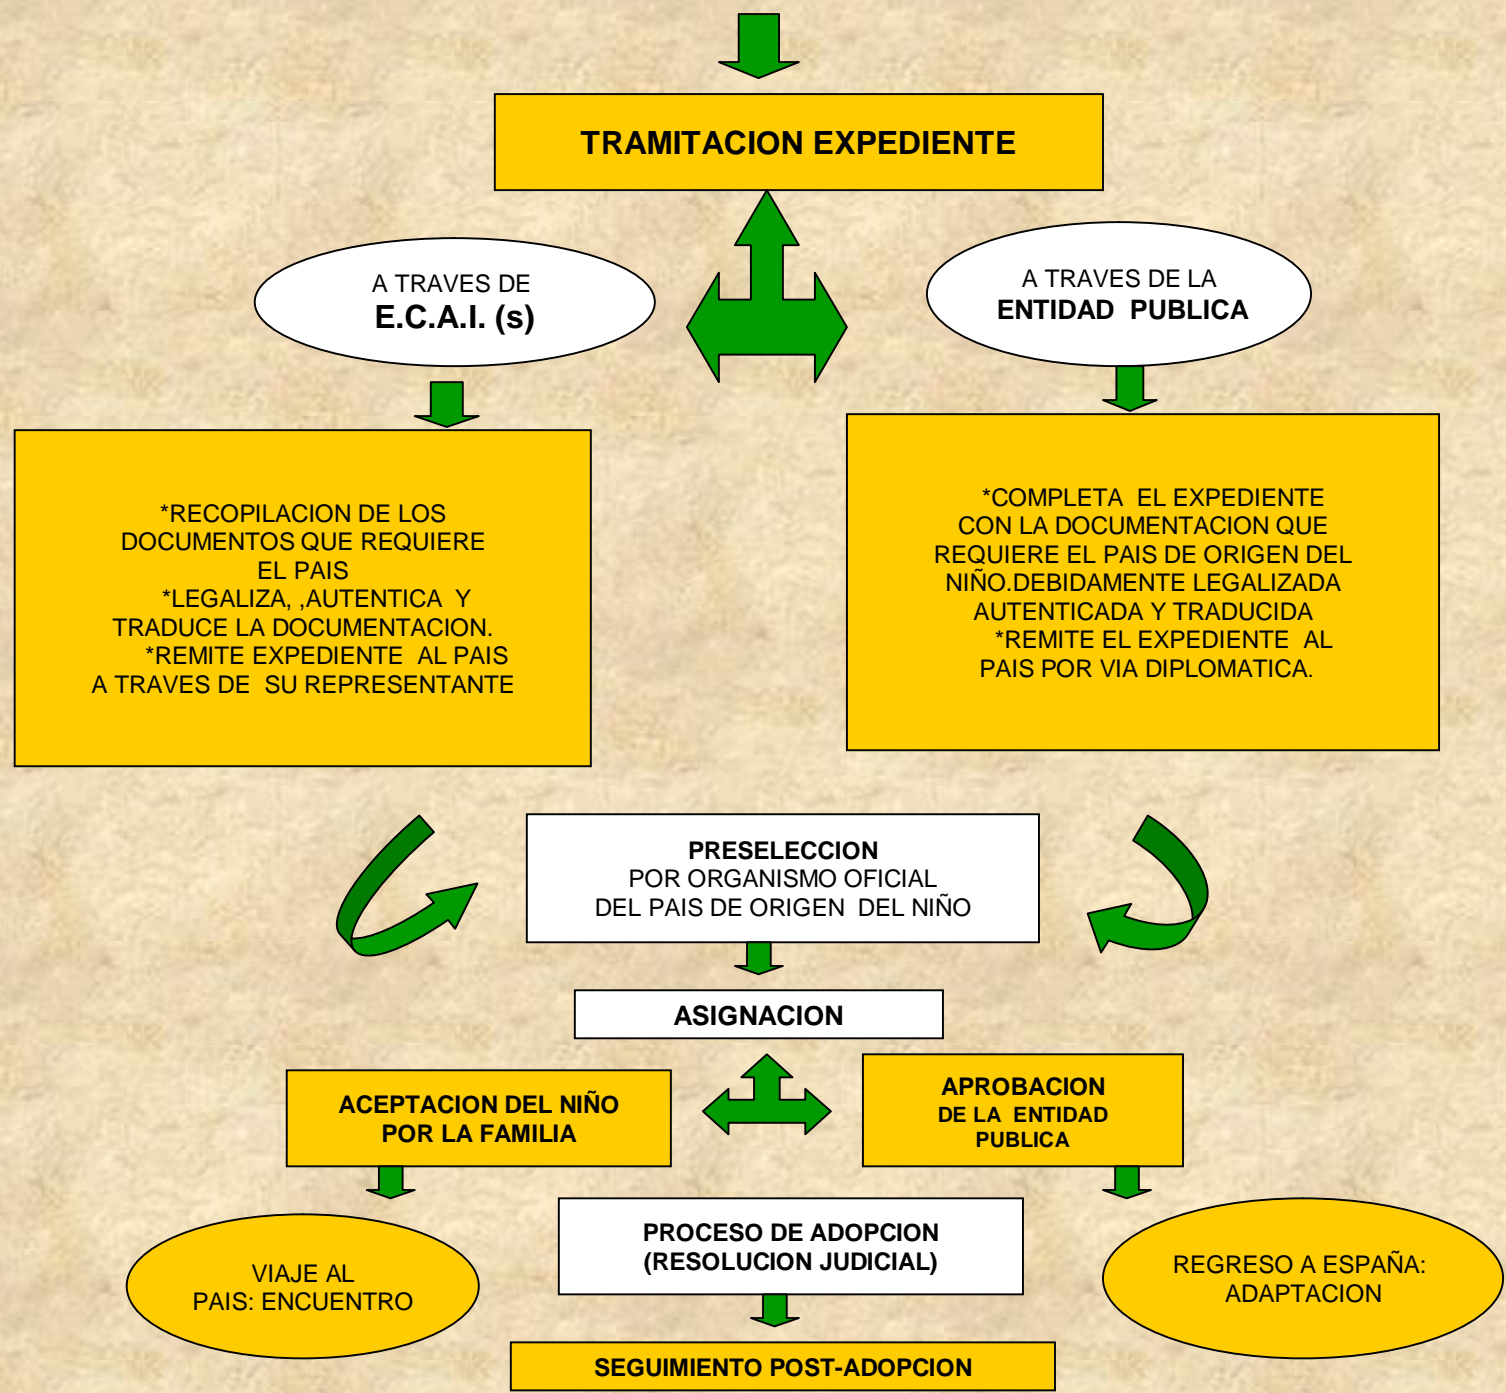 TRAMITACION EXPEDIENTE
A TRAVES DE
E.C.A.I. (s)
A TRAVES DE LA
ENTIDAD PUBLICA
*RECOPILACION DE LOS
DOCUMENTOS QUE REQUIERE
EL PAIS
*LEGALIZA, ,AUTENTICA Y
TRADUCE LA DOCUMENTACION.
*REMITE EXPEDIENTE AL PAIS
A TRAVES DE SU REPRESENTANTE
*COMPLETA EL EXPEDIENTE
CON LA DOCUMENTACION QUE
REQUIERE EL PAIS DE ORIGEN DEL
NIÑO.DEBIDAMENTE LEGALIZADA
AUTENTICADA Y TRADUCIDA
*REMITE EL EXPEDIENTE AL
PAIS POR VIA DIPLOMATICA.
PRESELECCION
POR ORGANISMO OFICIAL
DEL PAIS DE ORIGEN DEL NIÑO
ASIGNACION
ACEPTACION DEL NIÑO
POR LA FAMILIA
APROBACION
DE LA ENTIDAD
PUBLICA
VIAJE AL
PAIS: ENCUENTRO
PROCESO DE ADOPCION
(RESOLUCION JUDICIAL)
REGRESO A ESPAÑA:
ADAPTACION
SEGUIMIENTO POST-ADOPCION